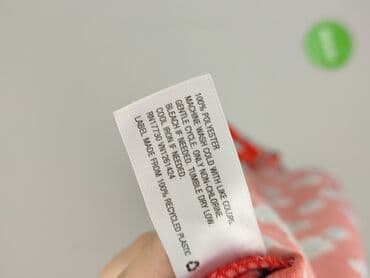 100% POLYESTER
MACHINE WASH COLD WITH LIKE COLORS.
GENTLE CYCLE. ONLY NON-CHLORINE
BLEACH IF NEEDED. TUMBLE DRY LOW.
COOL IRON IF NEEDED.
RN17730 VN1261424
LABEL MADE FROM 100% RECYCLED PLASTIC